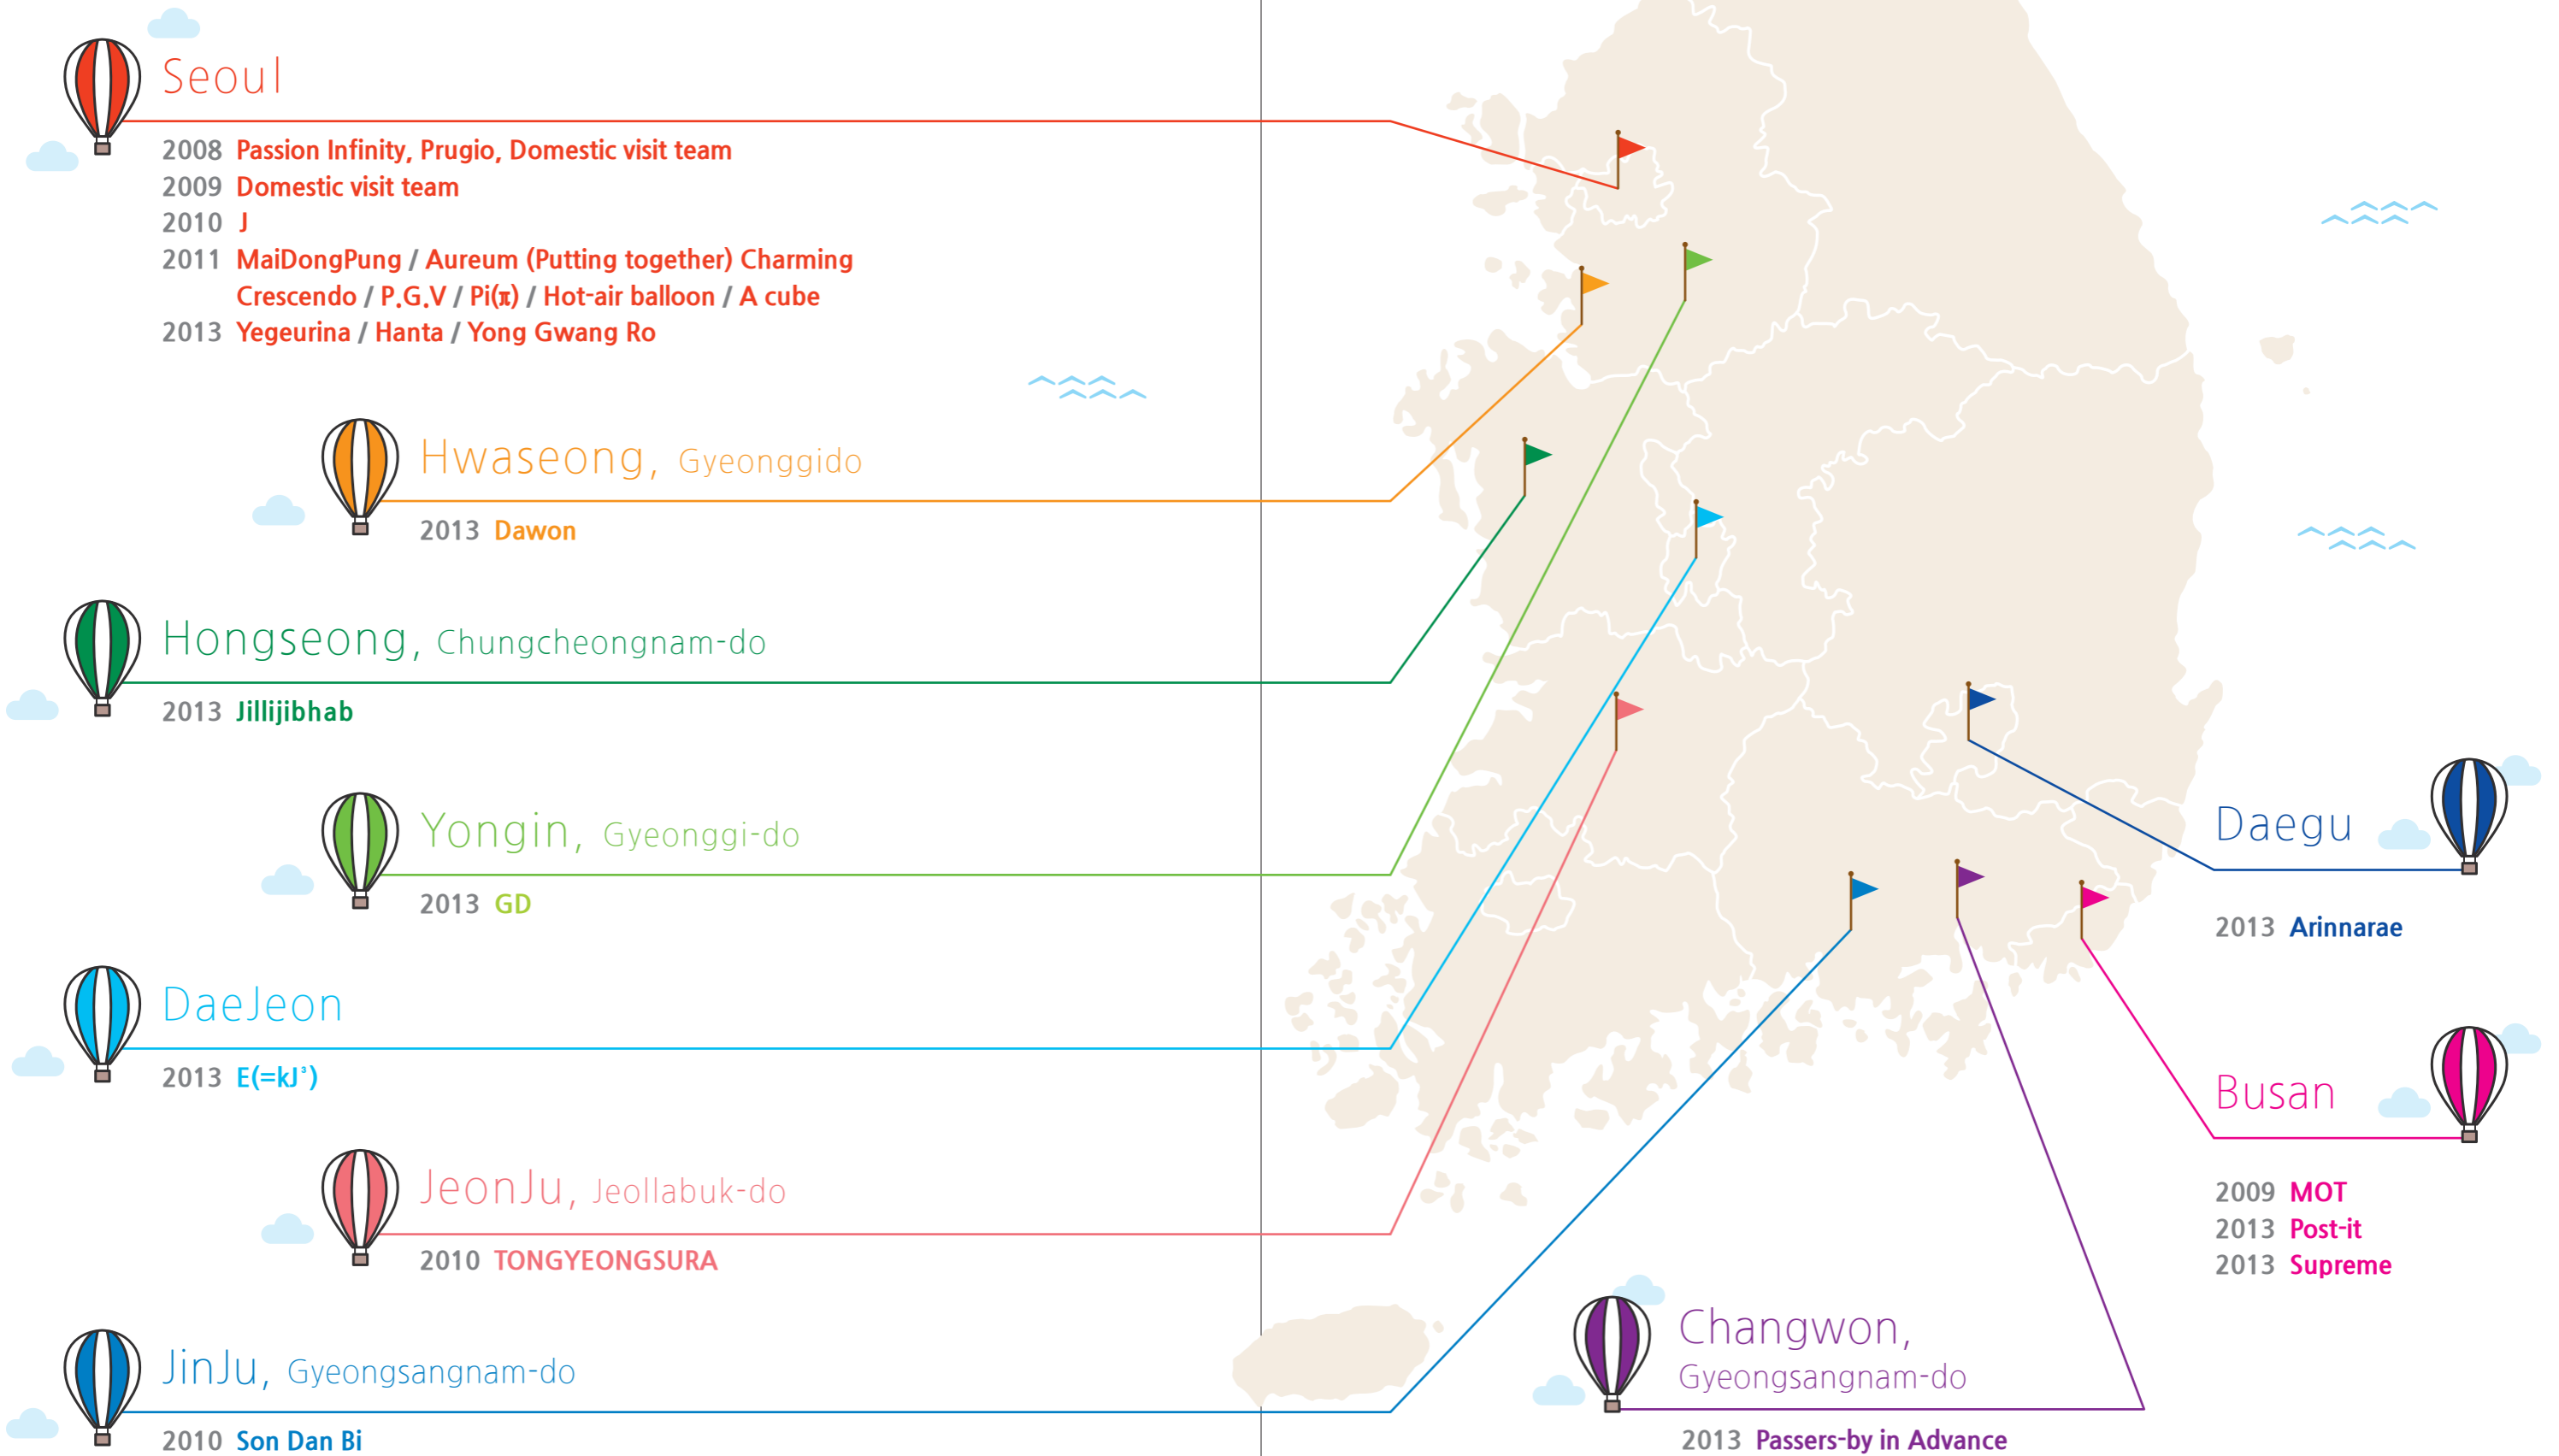 Seoul
2008 Passion Infinity, Prugio, Domestic visit team
2009 Domestic visit team
2010 J
2011 MaiDongPung / Aureum (Putting together) Charming
Crescendo / P.G.V / Pi(π) / Hot-air balloon / A cube
2013 Yegeurina / Hanta / Yong Gwang Ro
Hwaseong, Gyeonggido
2013 Dawon
Hongseong, Chungcheongnam-do
2013 Jillijibhab
Yongin, Gyeonggi-do
2013 GD
DaeJeon
2013 E(=kJ³)
JeonJu, Jeollabuk-do
2010 TONGYEONGSURA
JinJu, Gyeongsangnam-do
2010 Son Dan Bi
Daegu
2013 Arinnarae
Busan
2009 MOT
2013 Post-it
2013 Supreme
Changwon,
Gyeongsangnam-do
2013 Passers-by in Advance